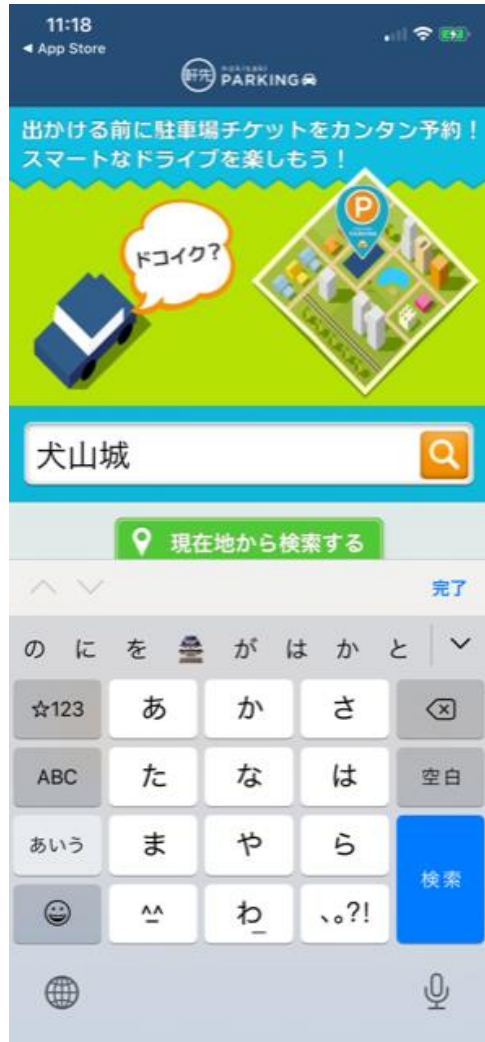 11:18
◀ App Store
軒先 nokisaki PARKING
出かける前に駐車場チケットをカンタン予約！
スマートなドライブを楽しもう！
P
ドコイク？
犬山城
現在地から検索する
完了
の に を が は か と
☆123 あ か さ
ABC た な は 空白
あいう ま や ら
検索
^^ わ 、。?!